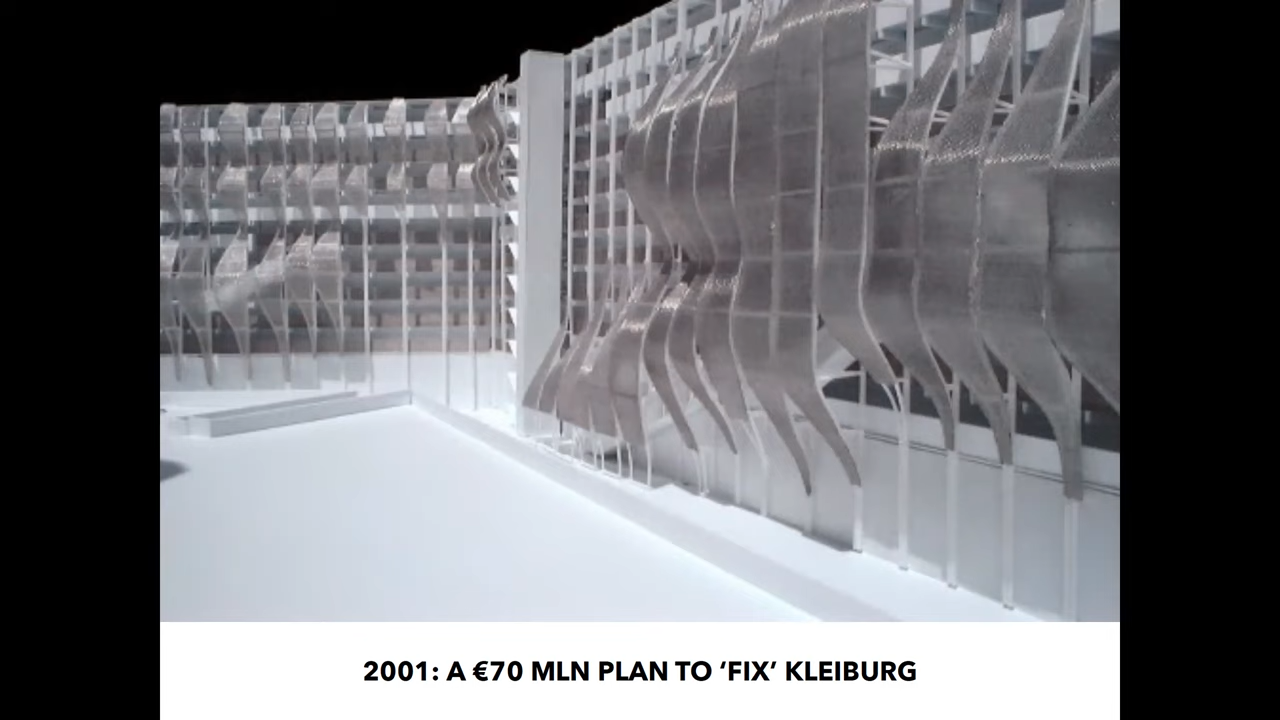 2001: A €70 MLN PLAN TO ‘FIX’ KLEIBURG